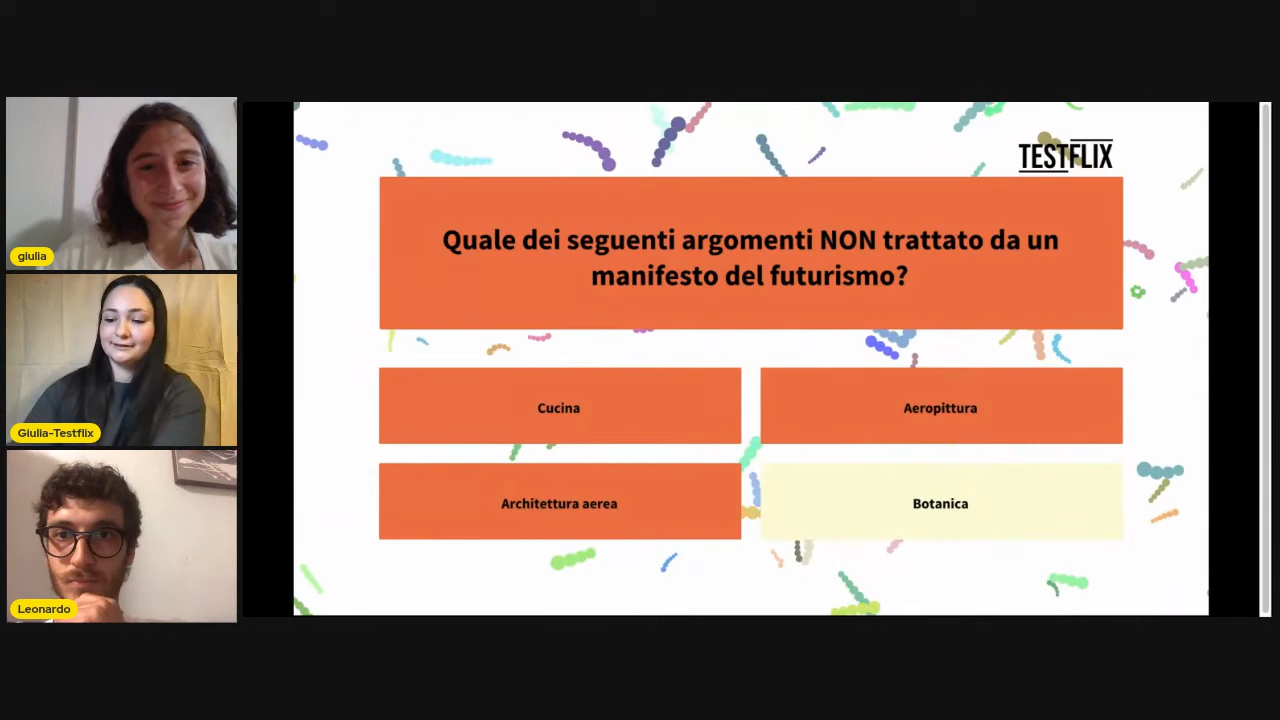 giulia
Giulia-Testflix
Leonardo
TESTFLIX
Quale dei seguenti argomenti NON trattato da un
manifesto del futurismo?
Cucina
Aeropittura
Architettura aerea
Botanica